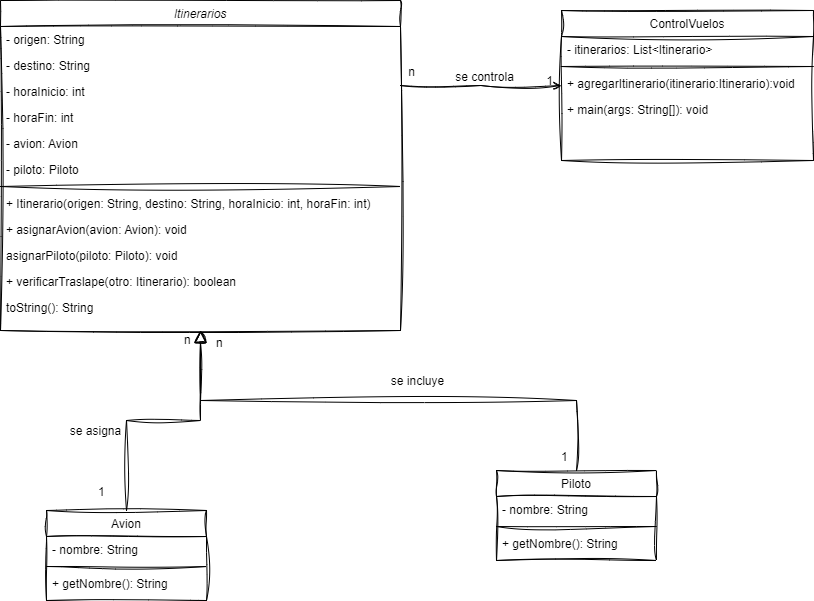 Itinerarios
- origen: String
- destino: String
- horaInicio: int
- horaFin: int
- avion: Avion
- piloto: Piloto
+ Itinerario(origen: String, destino: String, horaInicio: int, horaFin: int)
+ asignarAvion(avion: Avion): void
asignarPiloto(piloto: Piloto): void
+ verificarTraslape(otro: Itinerario): boolean
toString(): String
n
se controla
1
ControlVuelos
- itinerarios: List<Itinerario>
+ agregarItinerario(itinerario:Itinerario):void
+ main(args: String[]): void
n
n
se incluye
se asigna
1
1
Avion
- nombre: String
+ getNombre(): String
Piloto
- nombre: String
+ getNombre(): String